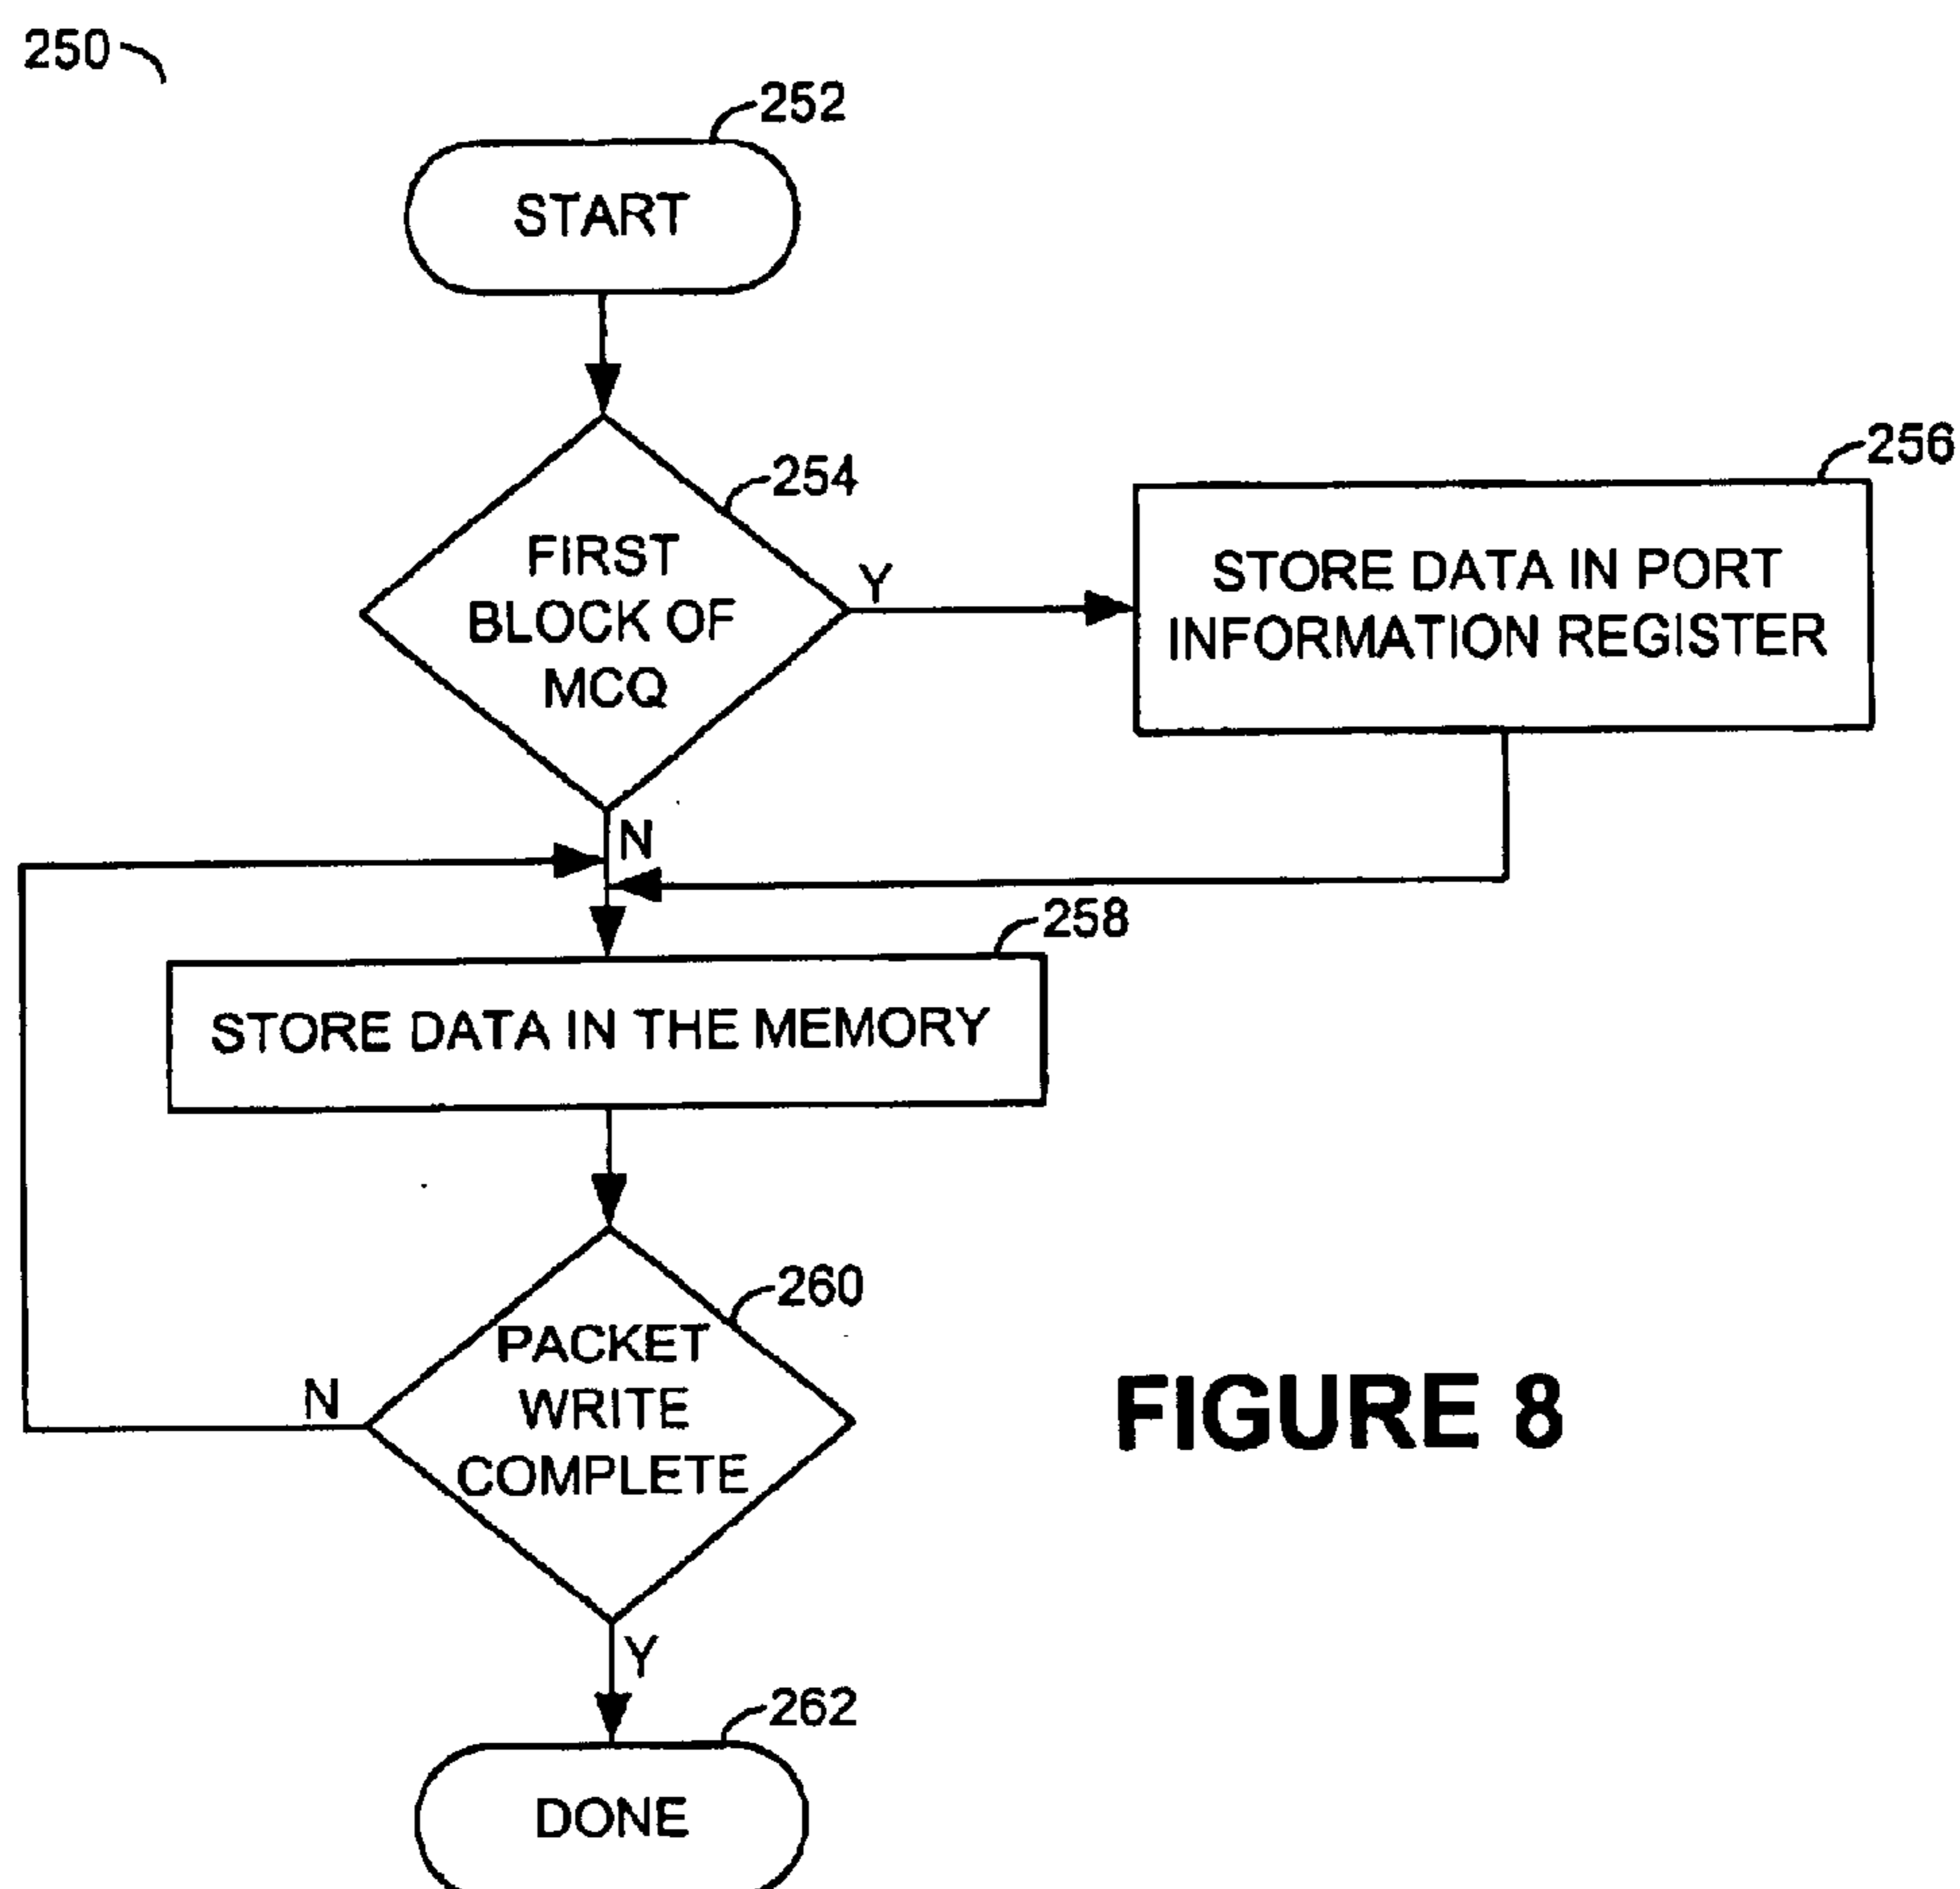 250
252
START
254
FIRST
BLOCK OF
MCQ
Y
256
STORE DATA IN PORT
INFORMATION REGISTER
N
258
STORE DATA IN THE MEMORY
260
PACKET
WRITE
COMPLETE
N
Y
262
DONE
FIGURE 8